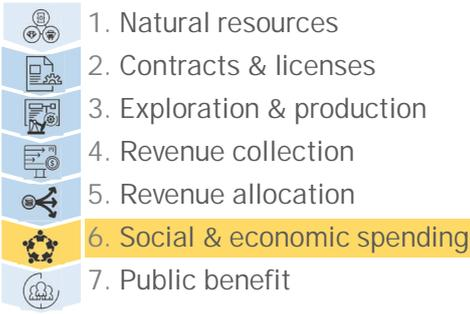 1. Natural resources
2. Contracts & licenses
3. Exploration & production
4. Revenue collection
5. Revenue allocation
6. Social & economic spending
7. Public benefit